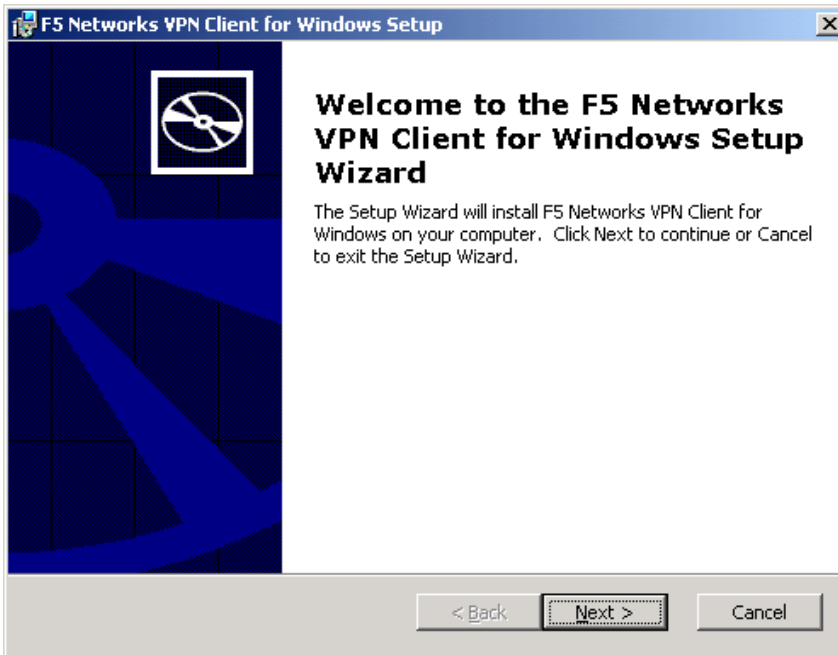 F5 Networks VPN Client for Windows Setup
Welcome to the F5 Networks
VPN Client for Windows Setup
Wizard
The Setup Wizard will install F5 Networks VPN Client for
Windows on your computer.  Click Next to continue or Cancel
to exit the Setup Wizard.
< Back
Next >
Cancel